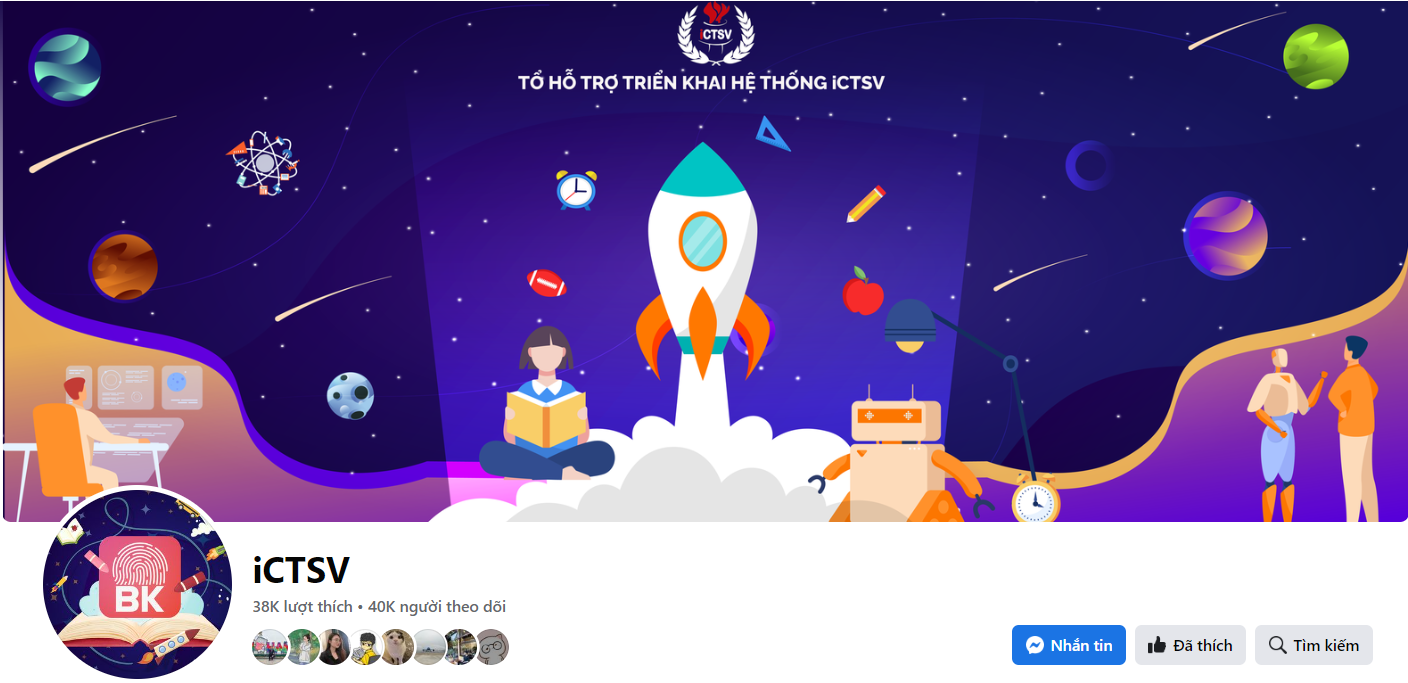 iCTSV
TỔ HỖ TRỢ TRIỂN KHAI HỆ THỐNG iCTSV
BK
iCTSV
38K lượt thích • 40K người theo dõi
Nhắn tin
Đã thích
Tìm kiếm